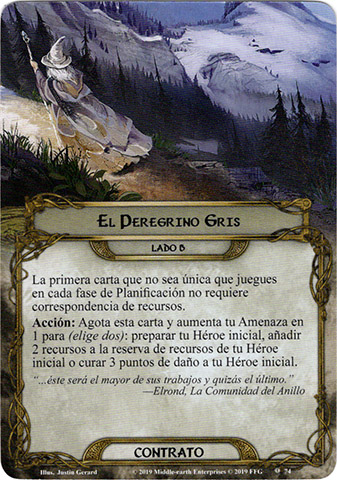 El Peregrino Gris
Lado B
La primera carta que no sea única que juegues
en cada fase de Planificación no requiere
correspondencia de recursos.
Acción: Agota esta carta y aumenta tu Amenaza en
1 para (elige dos): preparar tu Héroe inicial, añadir
2 recursos a la reserva de recursos de tu Héroe
inicial o curar 3 puntos de daño a tu Héroe inicial.
“...éste será el mayor de sus trabajos y quizás el último.”
—Elrond, La Comunidad del Anillo
CONTRATO
Illus. Justin Gerard
© 2019 Middle-earth Enterprises © 2019 FFG
74